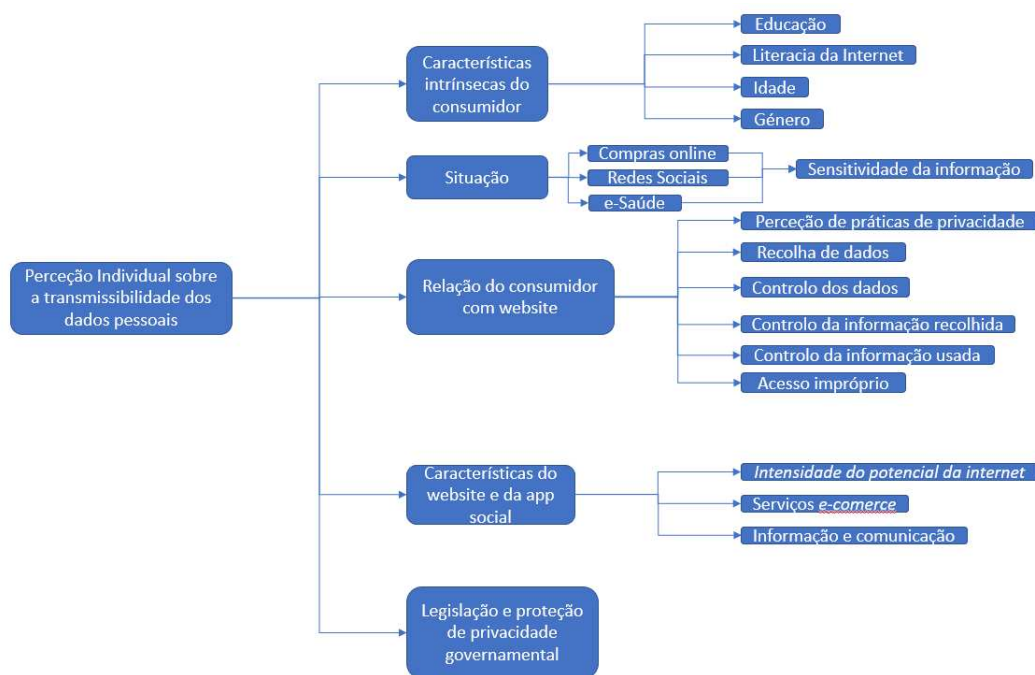 Perceção Individual sobre
a transmissibilidade dos
dados pessoais
Características
intrínsecas do
consumidor
Educação
Literacia da Internet
Idade
Género
Situação
Compras online
Redes Sociais
e-Saúde
Sensitividade da informação
Relação do consumidor
com website
Perceção de práticas de privacidade
Recolha de dados
Controlo dos dados
Controlo da informação recolhida
Controlo da informação usada
Acesso impróprio
Características do
website e da app
social
Intensidade do potencial da internet
Serviços e-comerce
Informação e comunicação
Legislação e proteção
de privacidade
governamental